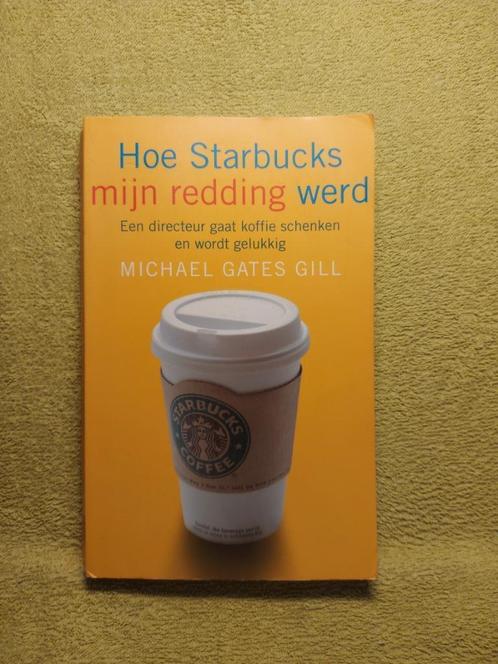 Hoe Starbucks
mijn redding werd
Een directeur gaat koffie schenken
en wordt gelukkig
MICHAEL GATES GILL
STARBUCKS
COFFEE